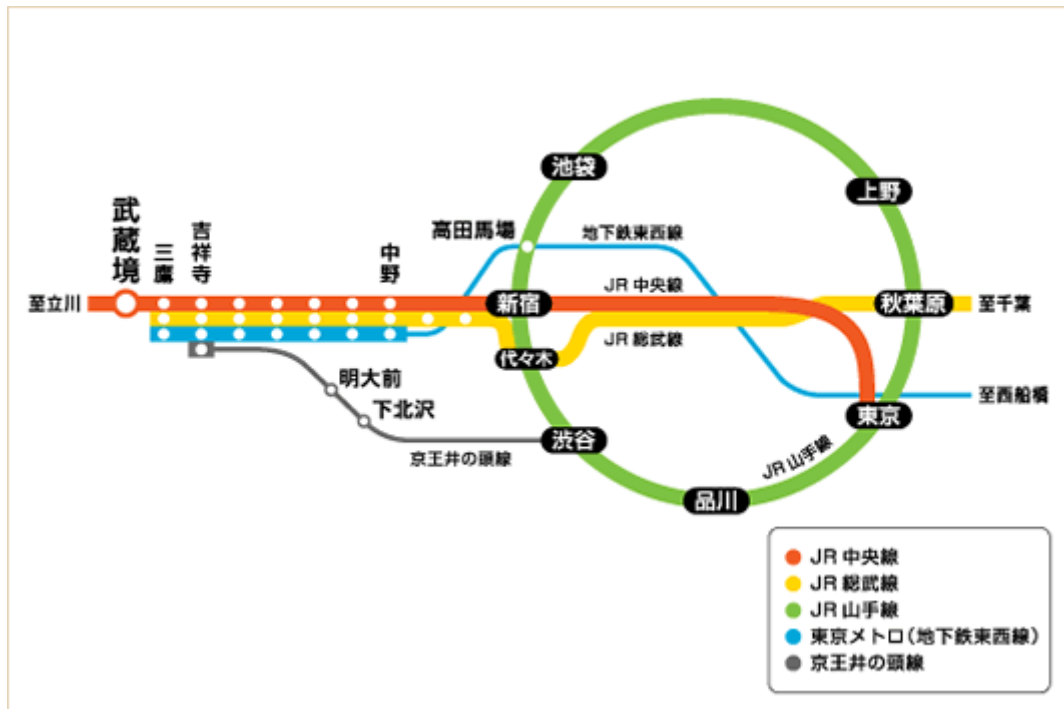 池袋
上野
武蔵境
三鷹
吉祥寺
中野
高田馬場
地下鉄東西線
至立川
新宿
JR 中央線
秋葉原
至千葉
代々木
JR 総武線
明大前
下北沢
至西船橋
東京
京王井の頭線
渋谷
JR 山手線
品川
JR 中央線
JR 総武線
JR 山手線
東京メトロ(地下鉄東西線)
京王井の頭線